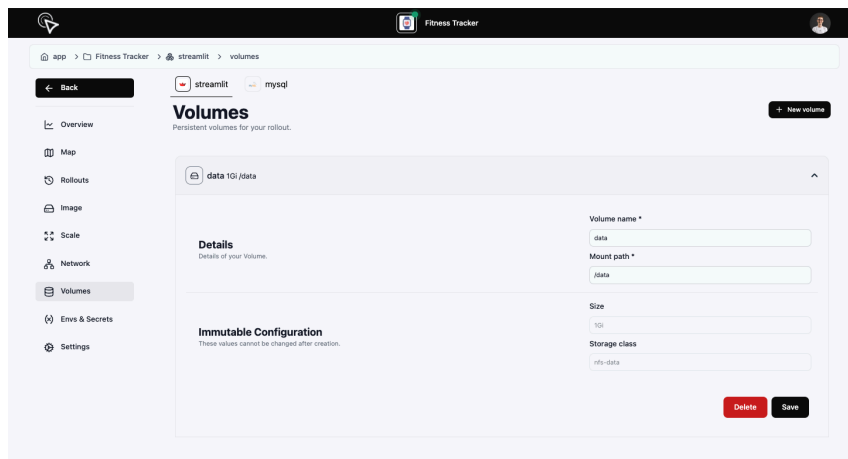 Fitness Tracker
app > Fitness Tracker > streamlit > volumes
Back
streamlit
mysql
Volumes
Persistent volumes for your rollout.
+ New volume
Overview
Map
Rollouts
Image
Scale
Network
Volumes
Envs & Secrets
Settings
data 1Gi /data
Details
Details of your Volume.
Volume name *
data
Mount path *
/data
Immutable Configuration
These values cannot be changed after creation.
Size
1Gi
Storage class
nfs-data
Delete
Save